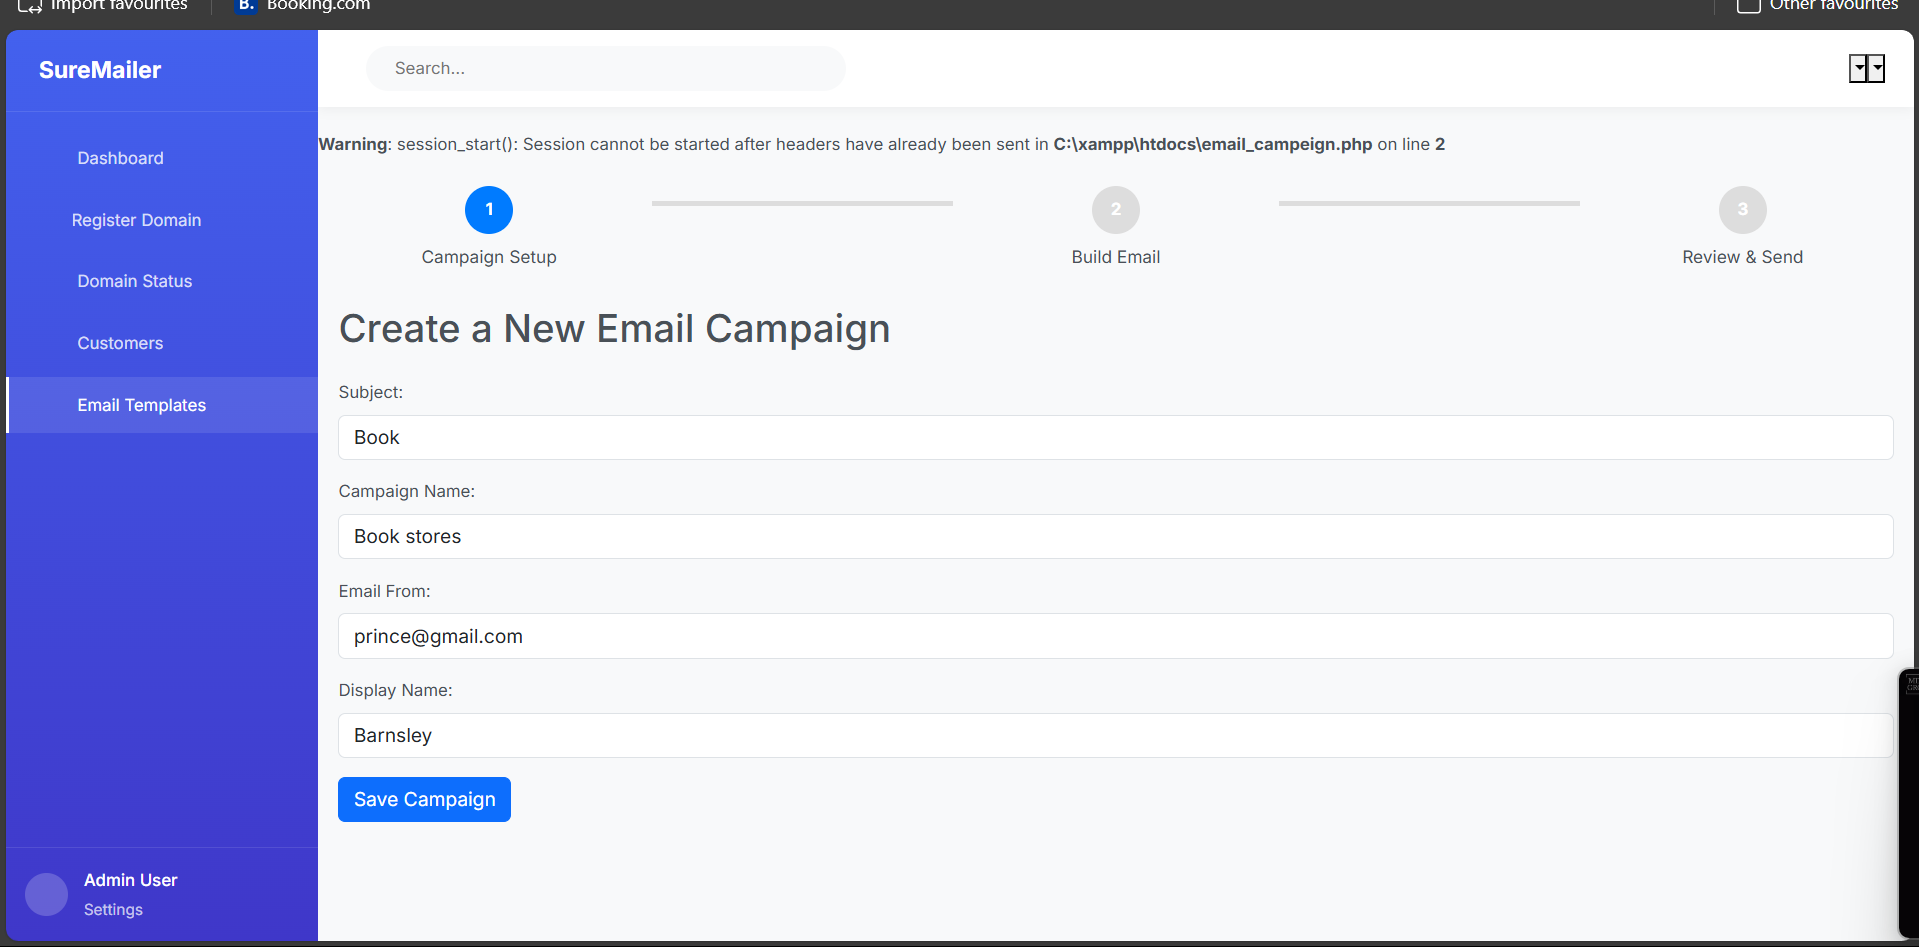 Import favourites
B. Booking.com
Other favourites
SureMailer
Search...
Dashboard
Register Domain
Domain Status
Customers
Email Templates
Warning: session_start(): Session cannot be started after headers have already been sent in C:\xampp\htdocs\email_campeign.php on line 2
1
2
3
Campaign Setup
Build Email
Review & Send
Create a New Email Campaign
Subject:
Book
Campaign Name:
Book stores
Email From:
prince@gmail.com
Display Name:
Barnsley
Save Campaign
Admin User
Settings